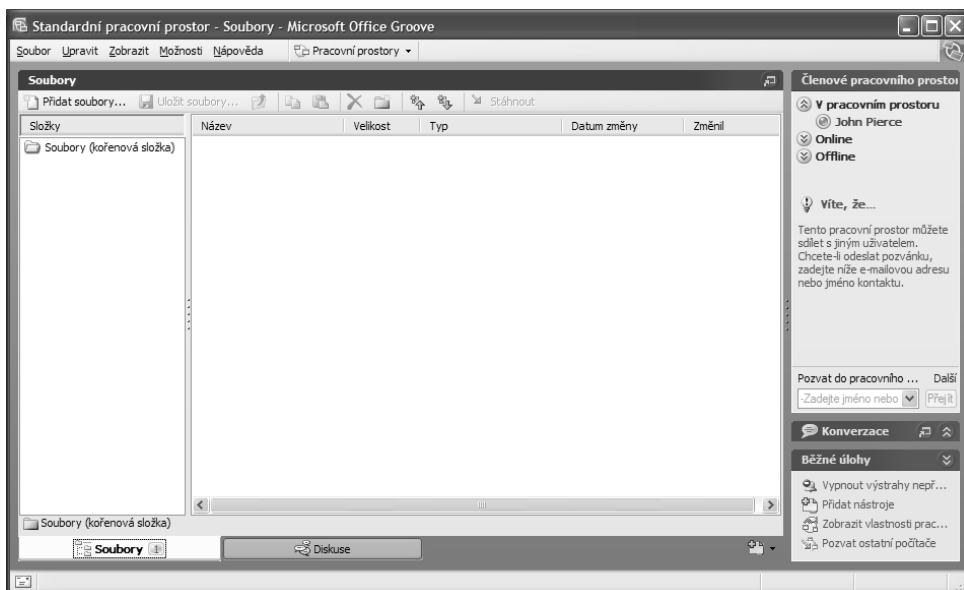 Standardní pracovní prostor - Soubory - Microsoft Office Groove
Soubor Upravit Zobrazit Možnosti Nápověda Pracovní prostory
Soubory
Přidat soubory... Uložit soubory... Stáhnout
Složky
Název Velikost Typ Datum změny Změnil
Soubory (kořenová složka)
Soubory (kořenová složka)
Soubory Diskuse
Členové pracovního prostor
V pracovním prostoru
John Pierce
Online
Offline
Víte, že...
Tento pracovní prostor můžete
sdílet s jiným uživatelem.
Chcete-li odeslat pozvánku,
zadejte níže e-mailovou adresu
nebo jméno kontaktu.
Pozvat do pracovního ... Další
-Zadejte jméno nebo Přejít
Konverzace
Běžné úlohy
Vypnout výstrahy nepř...
Přidat nástroje
Zobrazit vlastnosti prac...
Pozvat ostatní počítače